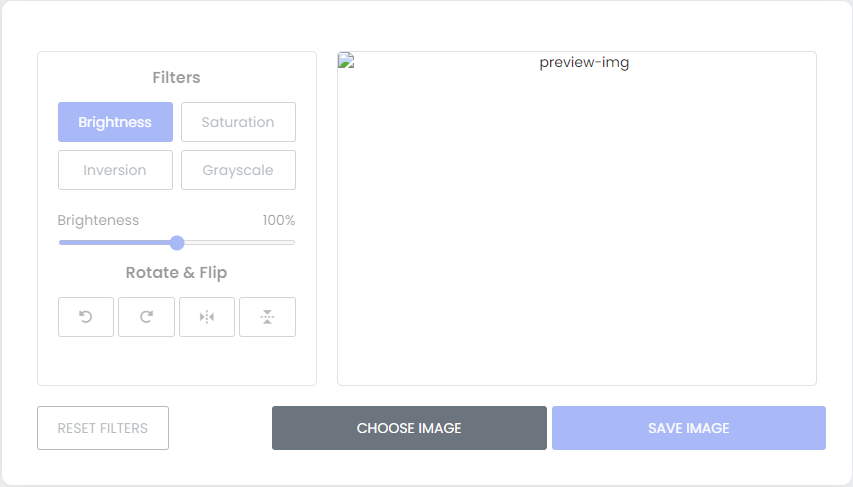 Filters
Brightness
Saturation
Inversion
Grayscale
Brighteness 100%
Rotate & Flip
preview-img
RESET FILTERS
CHOOSE IMAGE
SAVE IMAGE